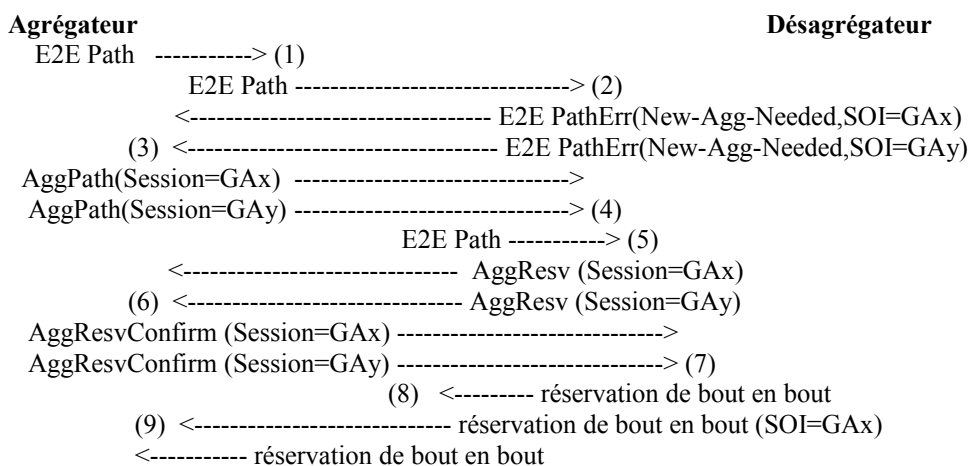 Agrégateur Désagrégateur
E2E Path -----------> (1)
E2E Path -------------------------------> (2)
<--------------------------------- E2E PathErr(New-Agg-Needed,SOI=GAx)
(3) <------------------------------- E2E PathErr(New-Agg-Needed,SOI=GAy)
AggPath(Session=GAx) ------------------------------->
AggPath(Session=GAy) -------------------------------> (4)
E2E Path -----------> (5)
<------------------------------- AggResv (Session=GAx)
(6) <------------------------------- AggResv (Session=GAy)
AggResvConfirm (Session=GAx) ------------------------------>
AggResvConfirm (Session=GAy) ------------------------------> (7)
(8) <--------- réservation de bout en bout
(9) <----------------------------- réservation de bout en bout (SOI=GAx)
<----------- réservation de bout en bout